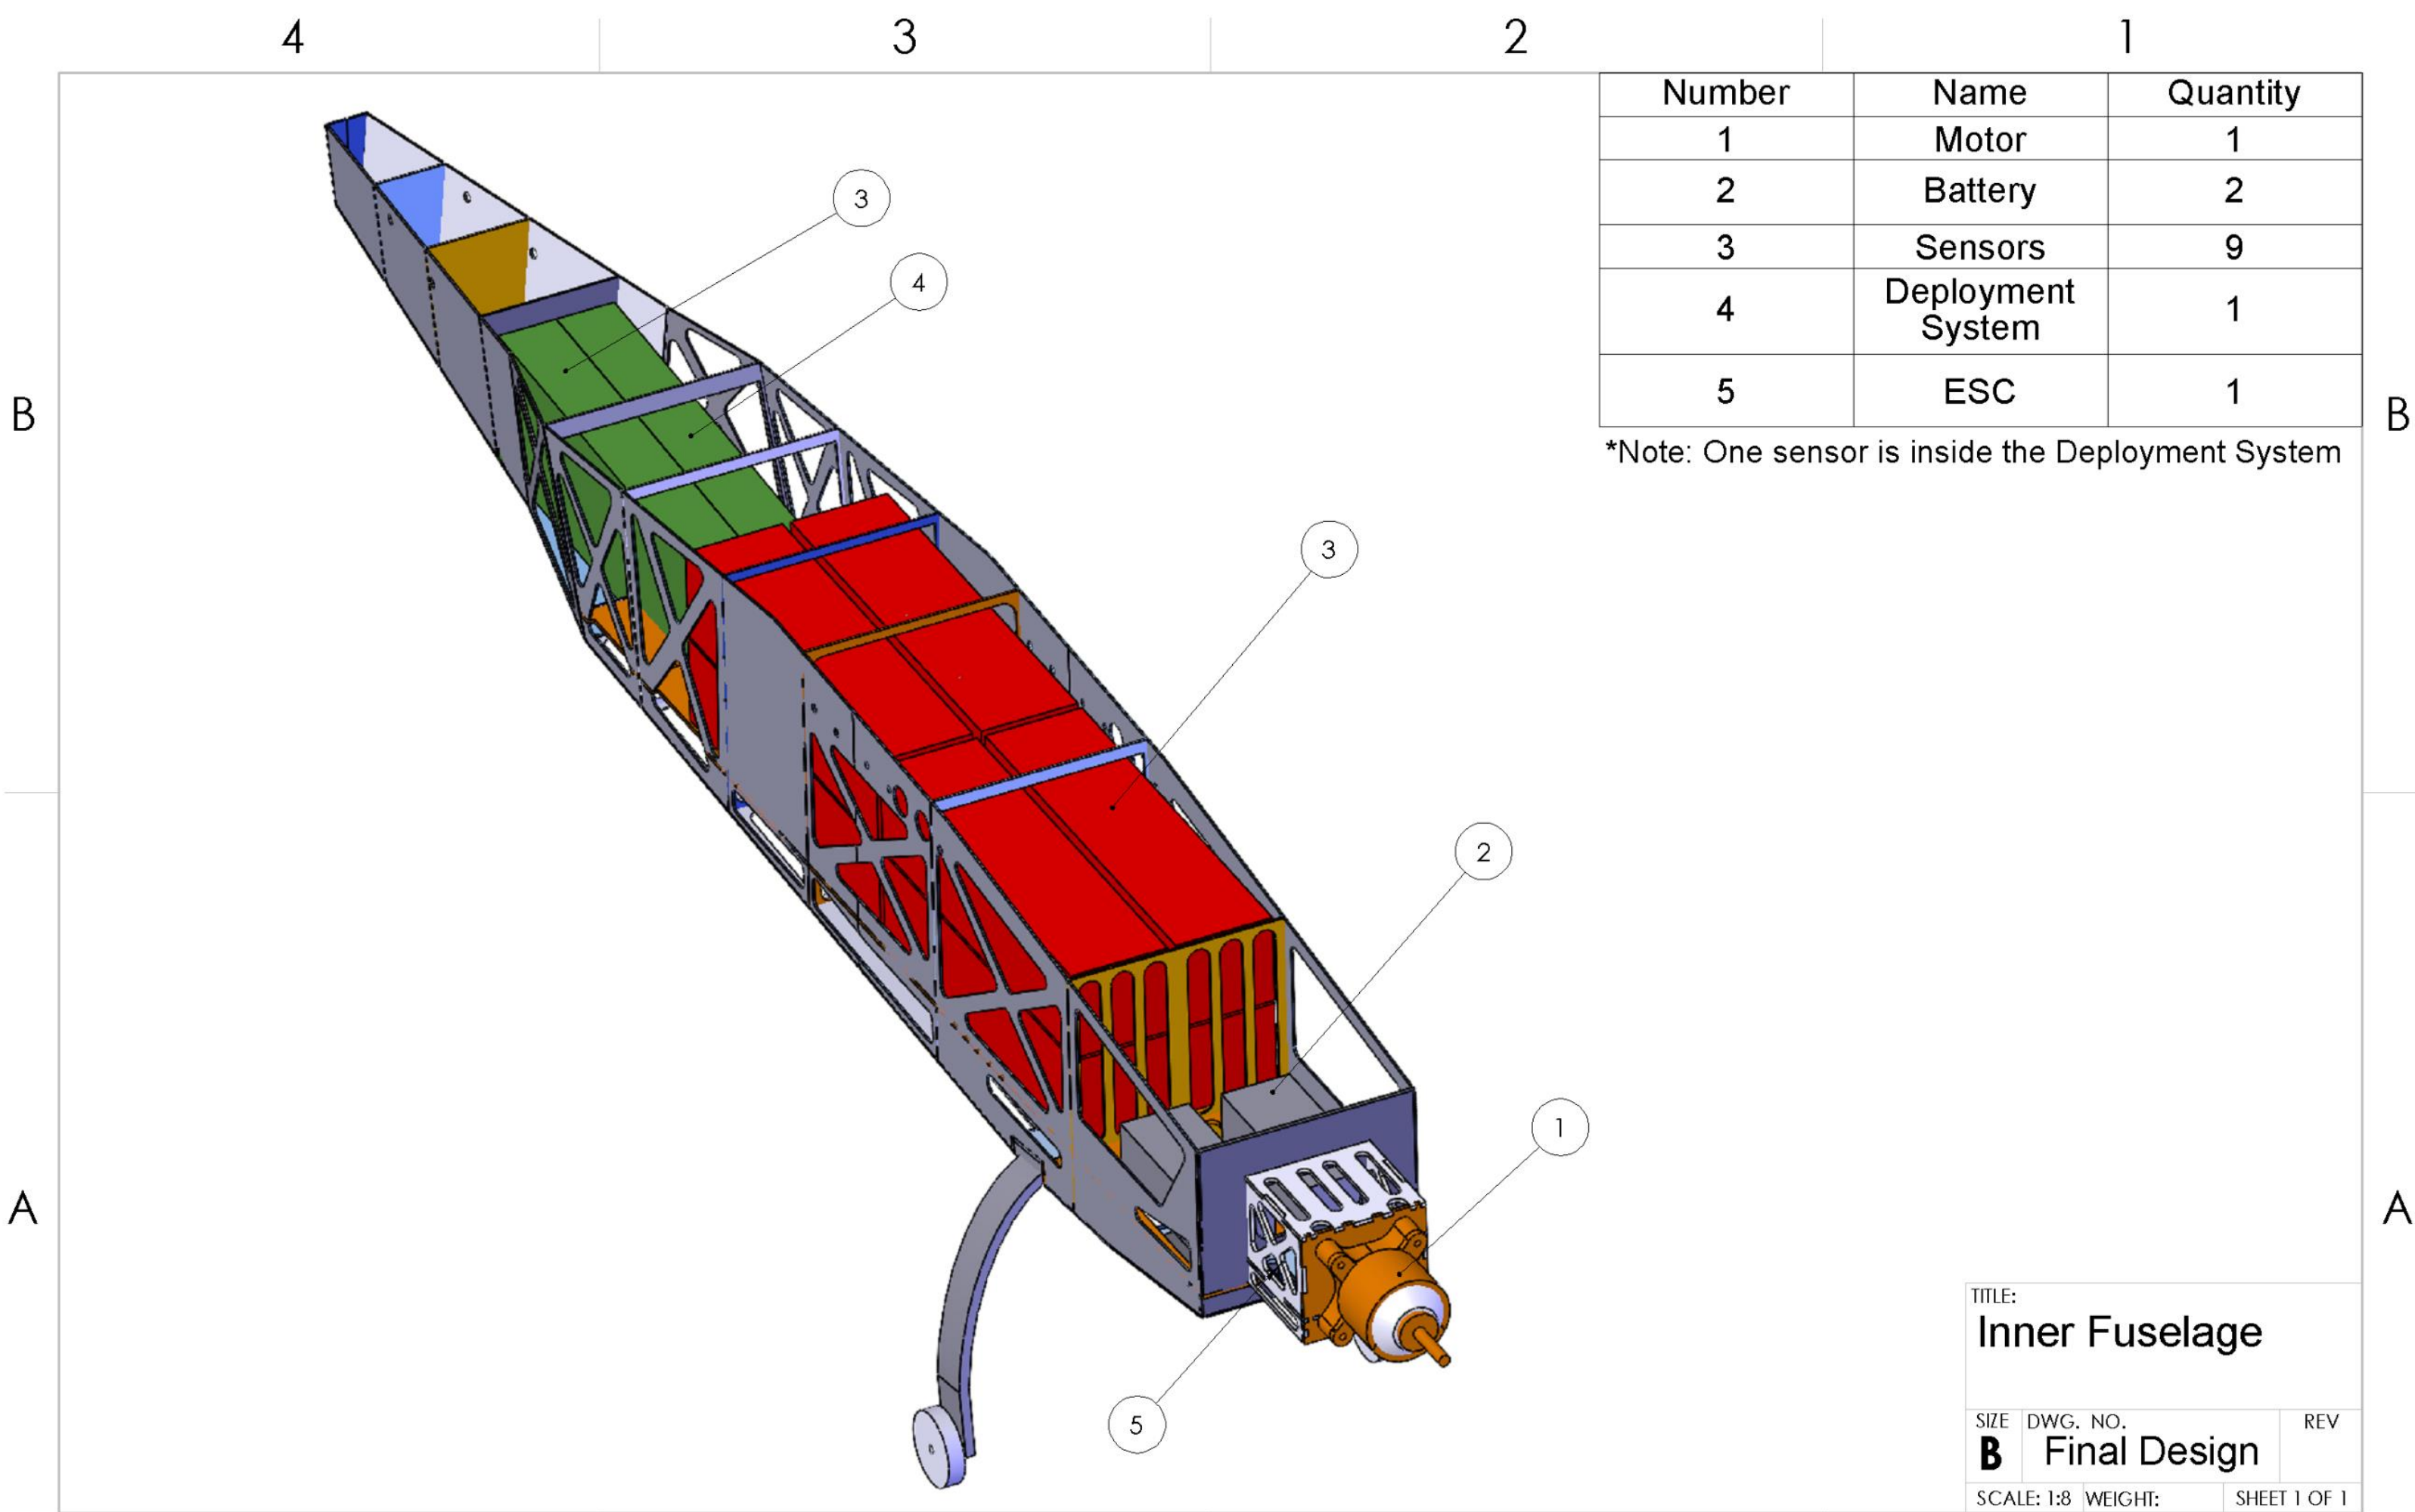 4 3 2 1
Number Name Quantity
1 Motor 1
2 Battery 2
3 Sensors 9
4 Deployment System 1
5 ESC 1
*Note: One sensor is inside the Deployment System
B B
3
4
3
2
1
A A
5
TITLE:
Inner Fuselage
SIZE DWG. NO. REV
B Final Design
SCALE: 1:8 WEIGHT: SHEET 1 OF 1